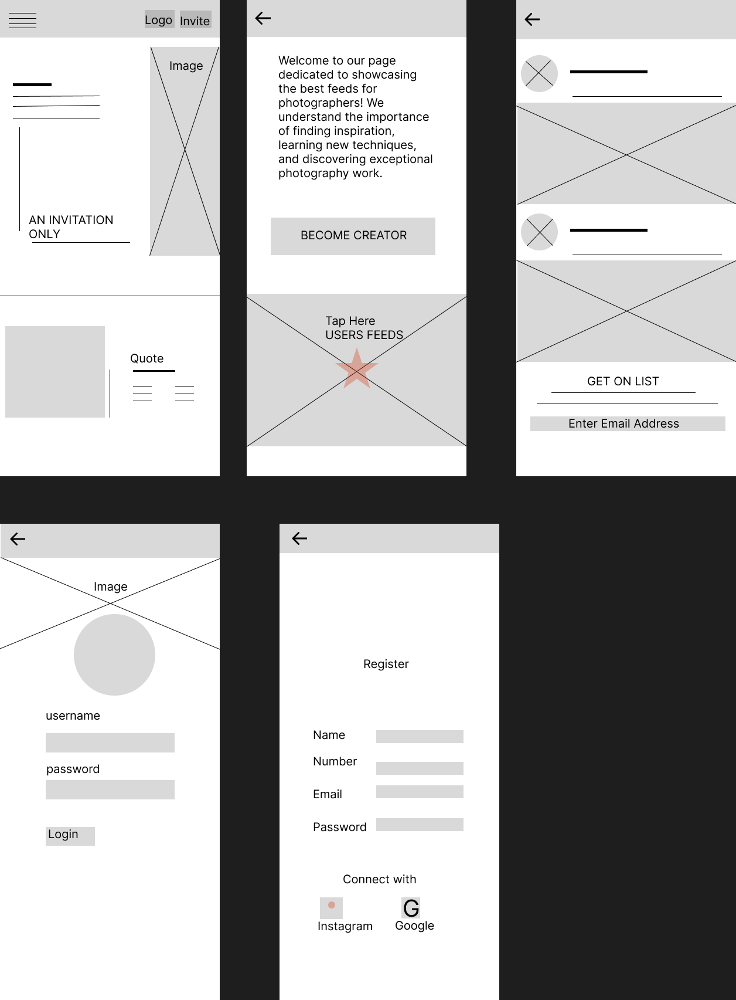 Logo
Invite
Image
AN INVITATION
ONLY
Quote
Welcome to our page
dedicated to showcasing
the best feeds for
photographers! We
understand the importance
of finding inspiration,
learning new techniques,
and discovering exceptional
photography work.
BECOME CREATOR
Tap Here
USERS FEEDS
GET ON LIST
Enter Email Address
Image
username
password
Login
Register
Name
Number
Email
Password
Connect with
G
Instagram
Google